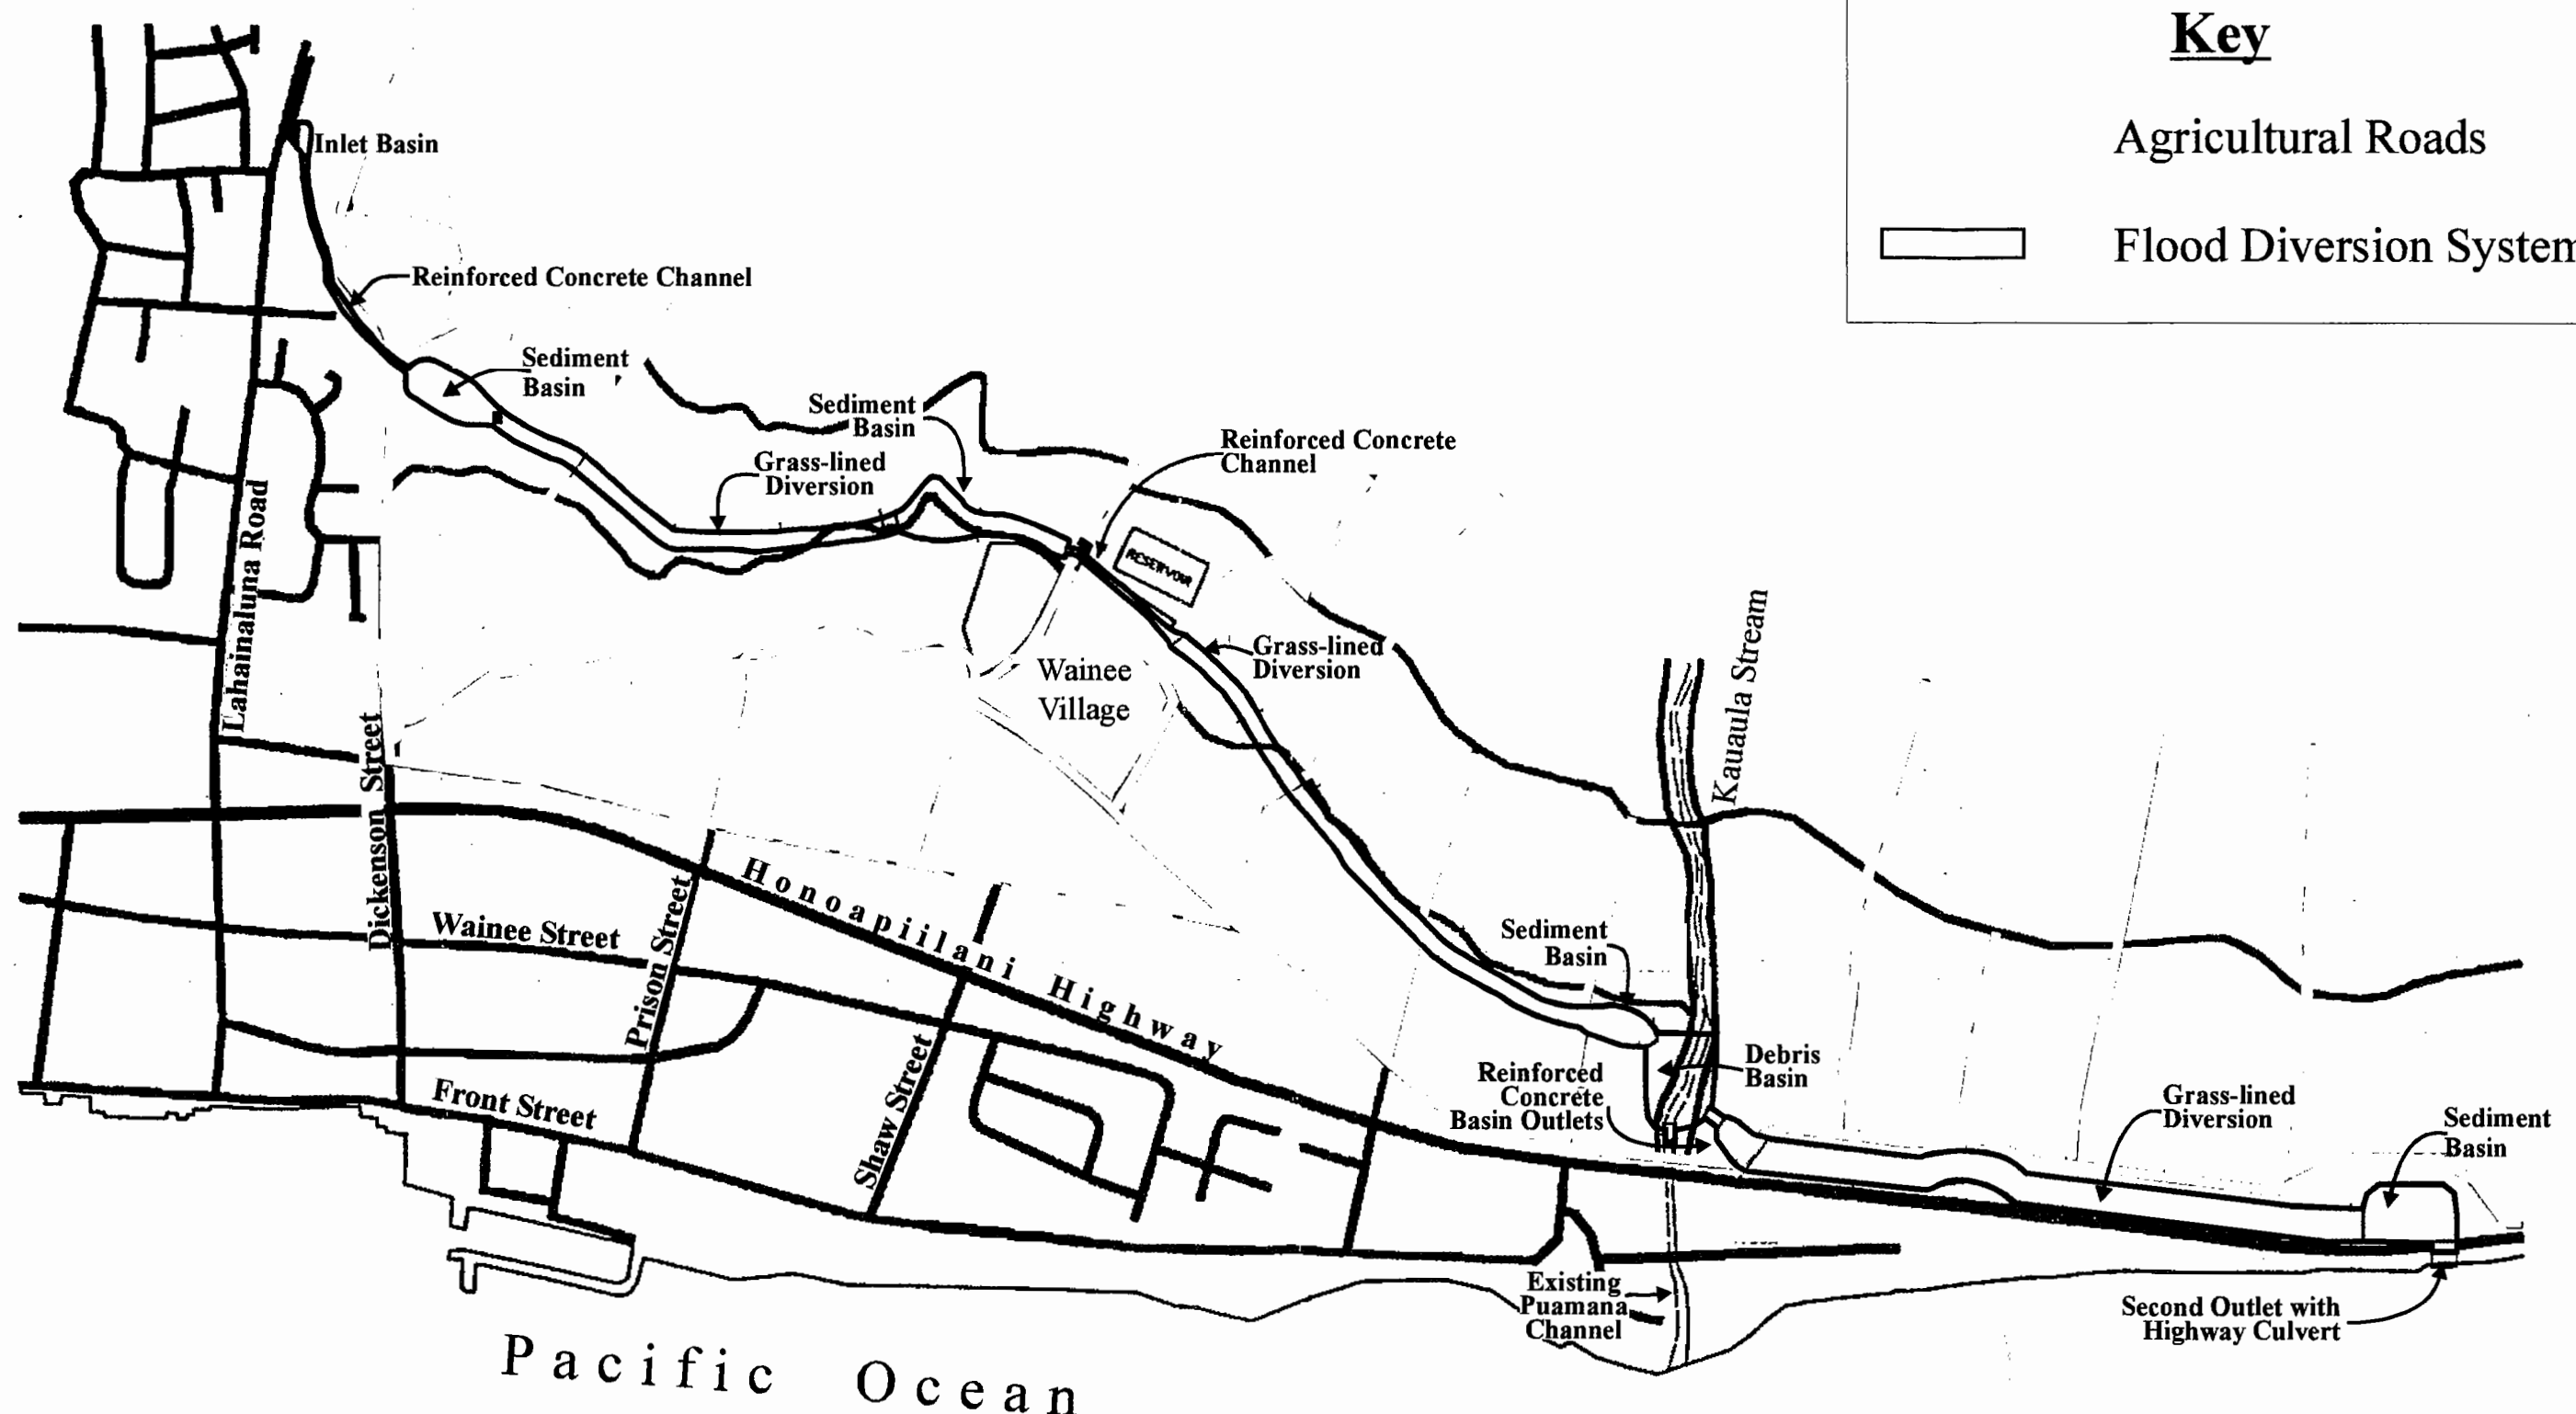 Key
Agricultural Roads
Flood Diversion System
Inlet Basin
Reinforced Concrete Channel
Sediment
Basin
Sediment
Basin
Grass-lined
Diversion
Reinforced Concrete
Channel
RESERVOIR
Grass-lined
Diversion
Wainee
Village
Kauaula Stream
Lahainaluna Road
Dickenson Street
Prison Street
Shaw Street
Wainee Street
Front Street
Honoapiilani Highway
Sediment
Basin
Debris
Basin
Reinforced
Concrete
Basin Outlets
Grass-lined
Diversion
Sediment
Basin
Existing
Puamana
Channel
Second Outlet with
Highway Culvert
Pacific Ocean